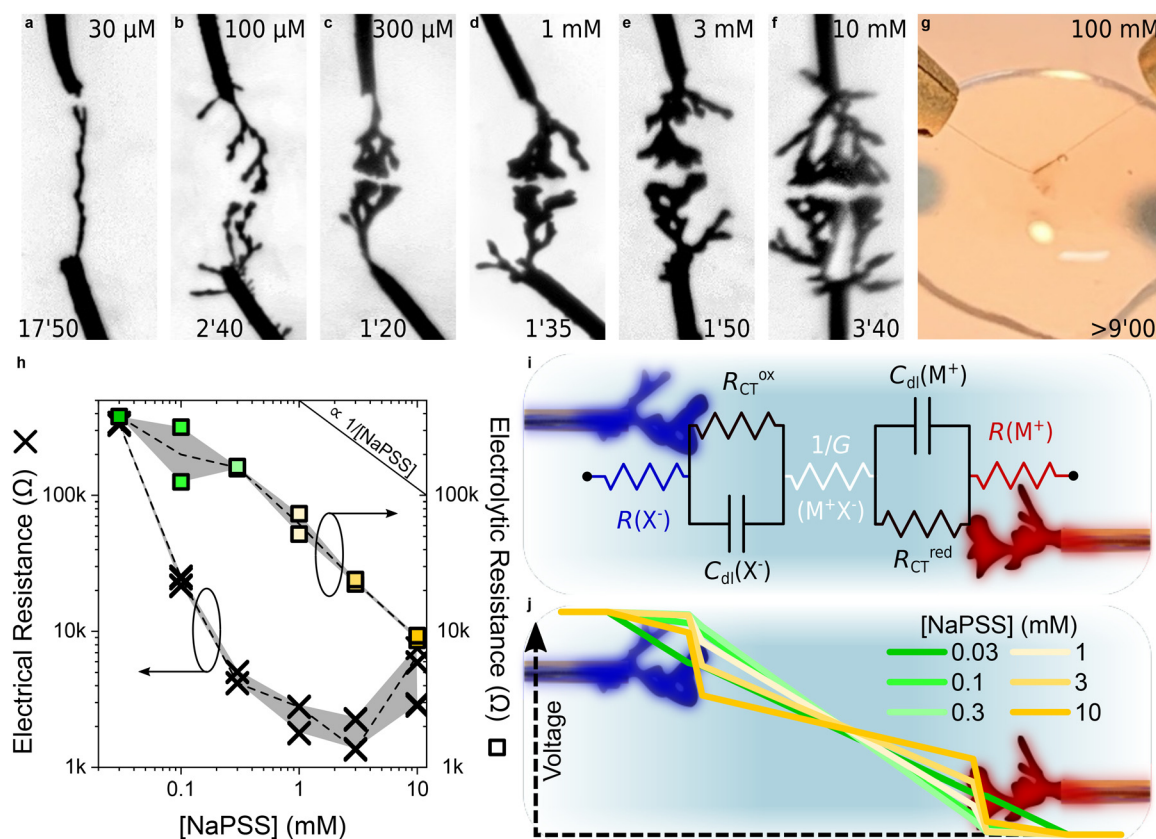 a 30 µM
b 100 µM
c 300 µM
d 1 mM
e 3 mM
f 10 mM
g 100 mM
17'50
2'40
1'20
1'35
1'50
3'40
>9'00
h
∝ 1/[NaPSS]
100k
10k
1k
100k
10k
1k
0.1
1
10
Electrical Resistance (Ω)
Electrolytic Resistance (Ω)
[NaPSS] (mM)
i
R_CT^ox
C_dl(M⁺)
1/G
R(M⁺)
R(X⁻)
(M⁺X⁻)
C_dl(X⁻)
R_CT^red
j
Voltage
[NaPSS] (mM)
0.03 1
0.1 3
0.3 10